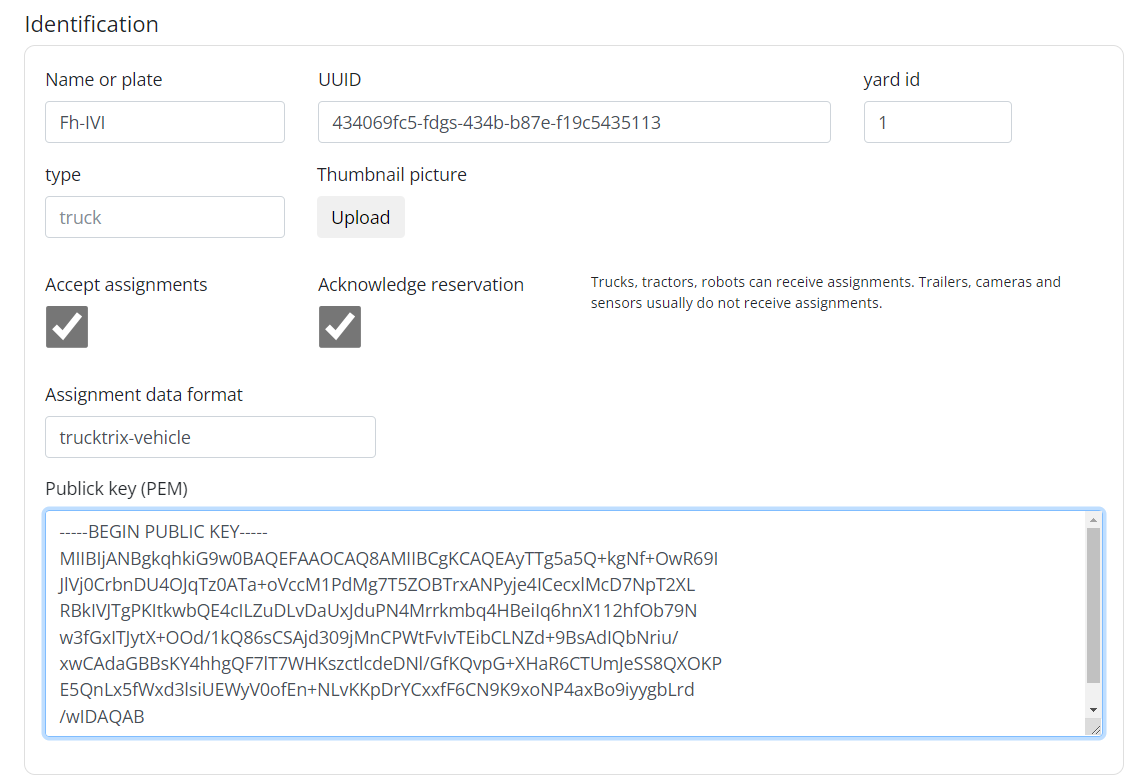 Identification
Name or plate
UUID
yard id
Fh-IVI
434069fc5-fdgs-434b-b87e-f19c5435113
1
type
Thumbnail picture
truck
Upload
Accept assignments
Acknowledge reservation
Trucks, tractors, robots can receive assignments. Trailers, cameras and
sensors usually do not receive assignments.
Assignment data format
trucktrix-vehicle
Publick key (PEM)
-----BEGIN PUBLIC KEY-----
MIIBIjANBgkqhkiG9w0BAQEFAAOCAQ8AMIIBCgKCAQEAyTTg5a5Q+kgNf+OwR69I
JlVj0CrbnDU4OJqTz0ATa+oVccM1PdMg7T5ZOBTrxANPyje4ICecxlMcD7NpT2XL
RBkIVJTgPKItkwbQE4cILZuDLvDaUxJduPN4Mrrkmbq4HBeiIq6hnX112hfOb79N
w3fGxITJytX+OOd/1kQ86sCSAjd309jMnCPWtFvIvTEibCLNZd+9BsAdIQbNriu/
xwCAdaGBBsKY4hhgQF7lT7WHKszctlcdeDNl/GfKQvpG+XHaR6CTUmJeSS8QXOKP
E5QnLx5fWxd3lsiUEWyV0ofEn+NLvKKpDrYCxxfF6CN9K9xoNP4axBo9iyygbLrd
/wIDAQAB